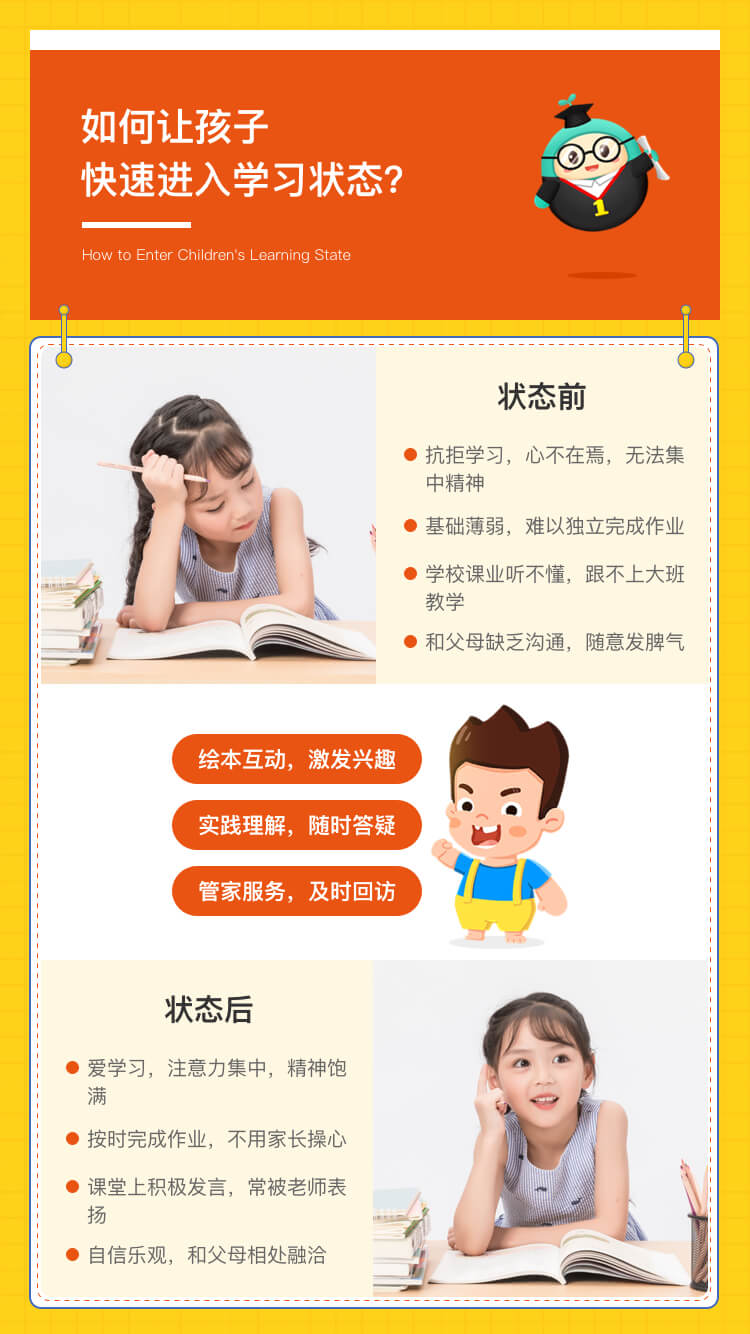 如何让孩子
快速进入学习状态?
How to Enter Children's Learning State
1
状态前
抗拒学习，心不在焉，无法集
中精神
基础薄弱，难以独立完成作业
学校课业听不懂，跟不上大班
教学
和父母缺乏沟通，随意发脾气
绘本互动，激发兴趣
实践理解，随时答疑
管家服务，及时回访
状态后
爱学习，注意力集中，精神饱
满
按时完成作业，不用家长操心
课堂上积极发言，常被老师表
扬
自信乐观，和父母相处融洽